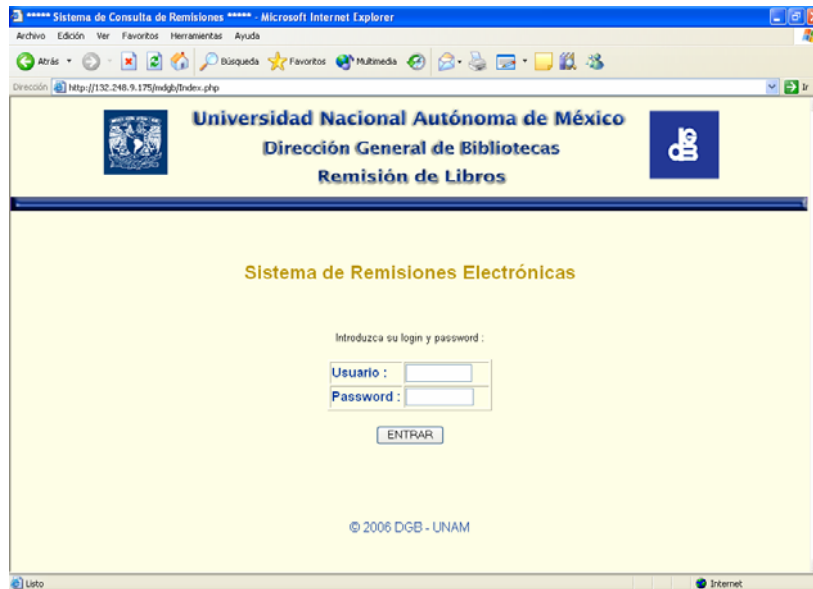 ***** Sistema de Consulta de Remisiones ***** - Microsoft Internet Explorer
Archivo Edición Ver Favoritos Herramientas Ayuda
Atrás Búsqueda Favoritos Multimedia
Dirección http://132.248.9.175/mdgb/Index.php Ir
Universidad Nacional Autónoma de México
Dirección General de Bibliotecas
Remisión de Libros
Sistema de Remisiones Electrónicas
Introduzca su login y password :
Usuario :
Password :
ENTRAR
© 2006 DGB - UNAM
Listo Internet